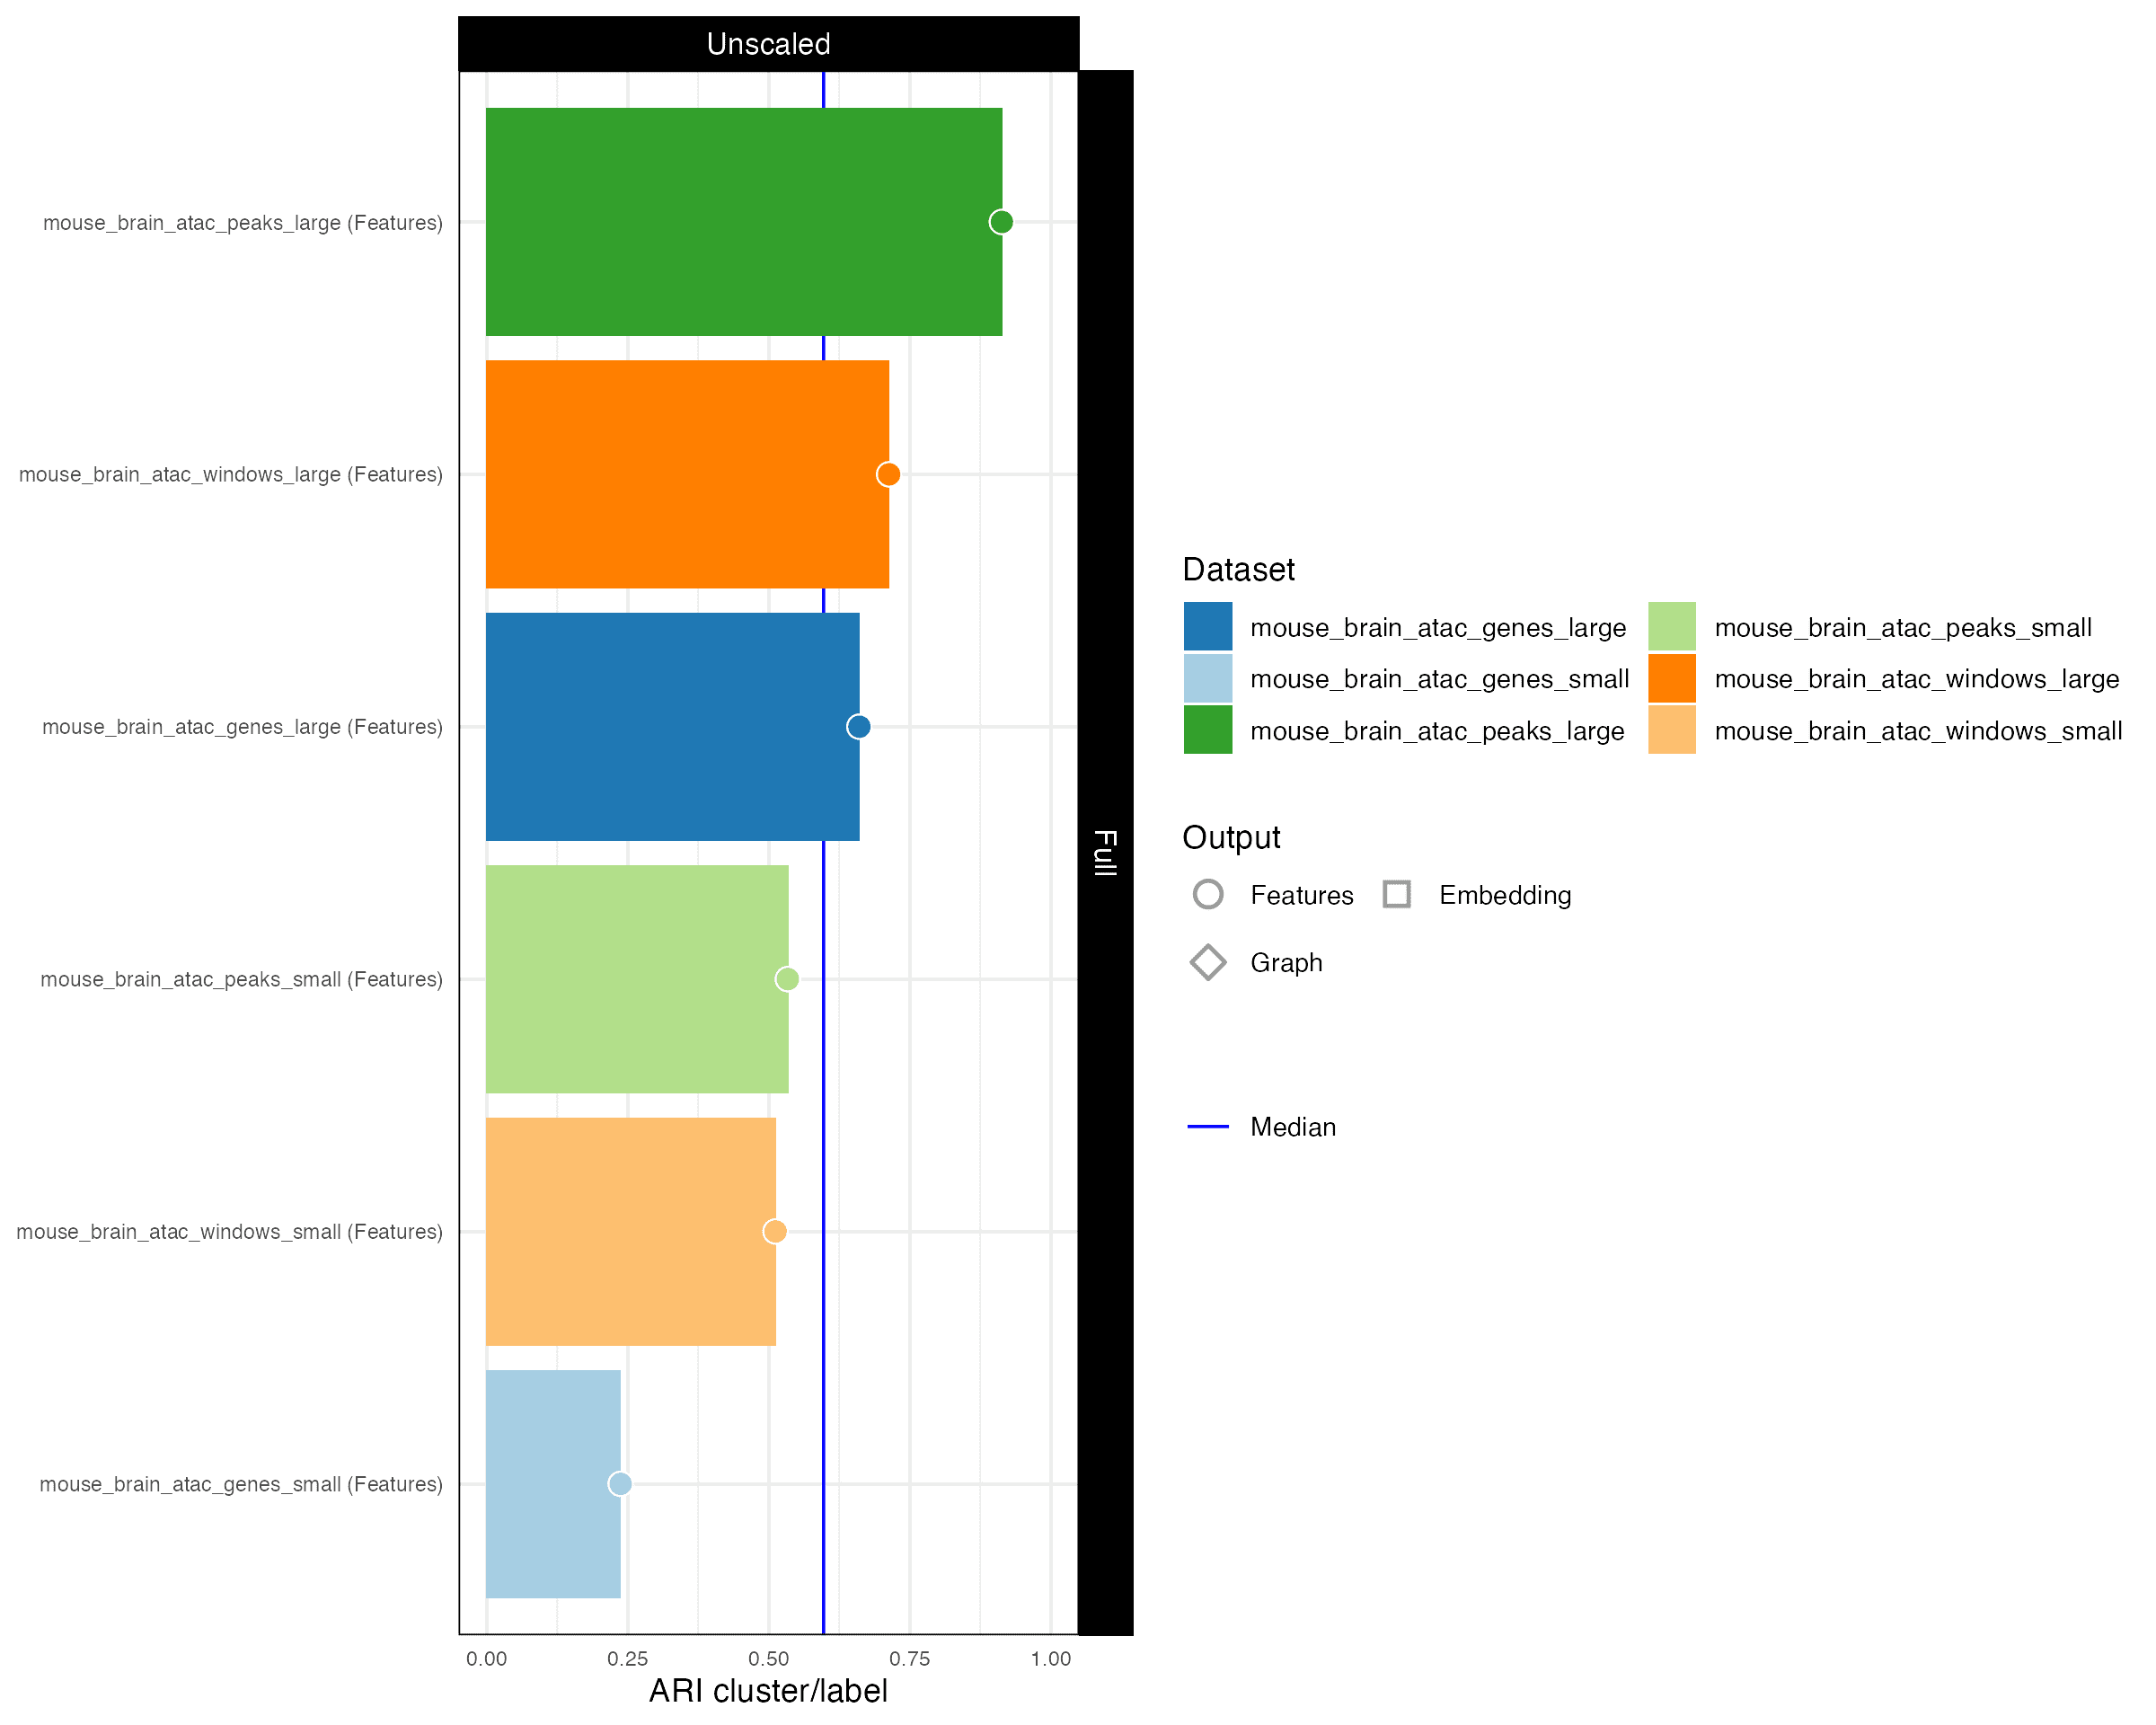 Unscaled
mouse_brain_atac_peaks_large (Features)
mouse_brain_atac_windows_large (Features)
mouse_brain_atac_genes_large (Features)
mouse_brain_atac_peaks_small (Features)
mouse_brain_atac_windows_small (Features)
mouse_brain_atac_genes_small (Features)
0.00 0.25 0.50 0.75 1.00
ARI cluster/label
Full
Dataset
mouse_brain_atac_genes_large
mouse_brain_atac_genes_small
mouse_brain_atac_peaks_large
mouse_brain_atac_peaks_small
mouse_brain_atac_windows_large
mouse_brain_atac_windows_small
Output
Features Embedding
Graph
Median